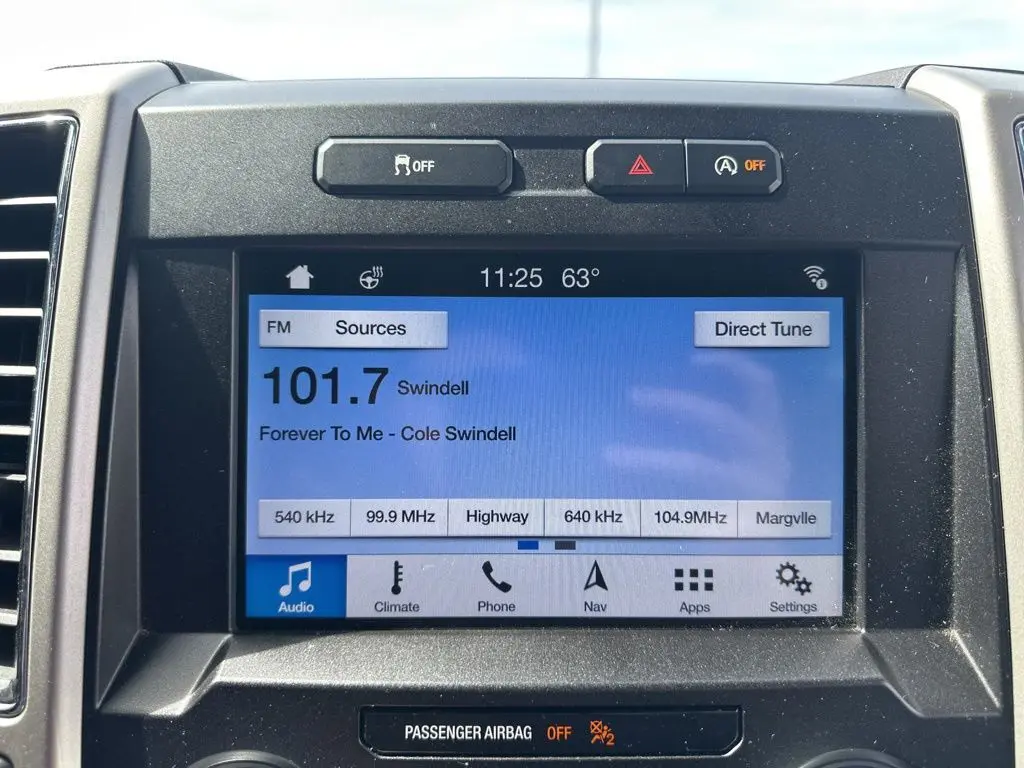 OFF
A OFF
11:25 63°
FM Sources Direct Tune
101.7 Swindell
Forever To Me - Cole Swindell
540 kHz 99.9 MHz Highway 640 kHz 104.9MHz Margvlle
Audio Climate Phone Nav Apps Settings
PASSENGER AIRBAG OFF 2